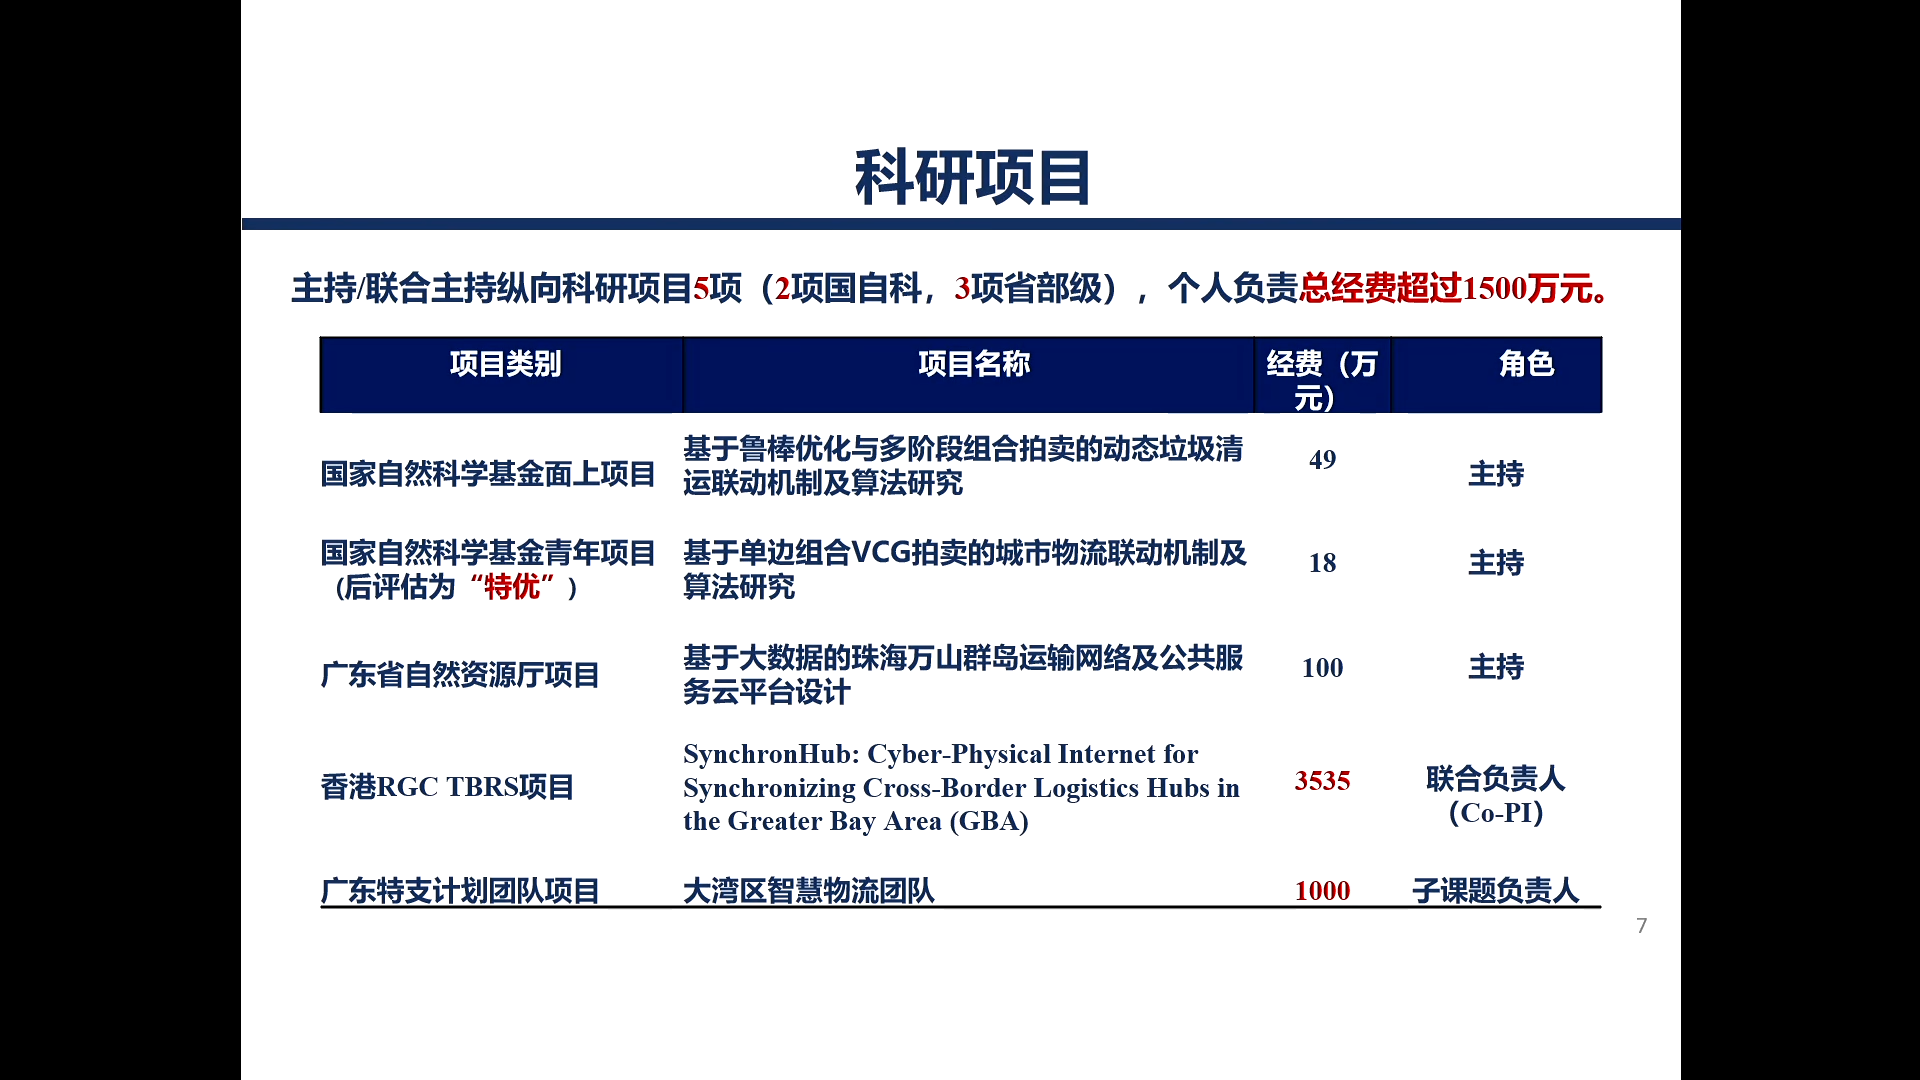 科研项目
主持/联合主持纵向科研项目5项（2项国自科，3项省部级），个人负责总经费超过1500万元。
项目类别 项目名称 经费（万元） 角色
国家自然科学基金面上项目
基于鲁棒优化与多阶段组合拍卖的动态垃圾清
运联动机制及算法研究
49
主持
国家自然科学基金青年项目
(后评估为“特优”)
基于单边组合VCG拍卖的城市物流联动机制及
算法研究
18
主持
广东省自然资源厅项目
基于大数据的珠海万山群岛运输网络及公共服
务云平台设计
100
主持
香港RGC TBRS项目
SynchronHub: Cyber-Physical Internet for
Synchronizing Cross-Border Logistics Hubs in
the Greater Bay Area (GBA)
3535
联合负责人
（Co-PI）
广东特支计划团队项目
大湾区智慧物流团队
1000
子课题负责人
7